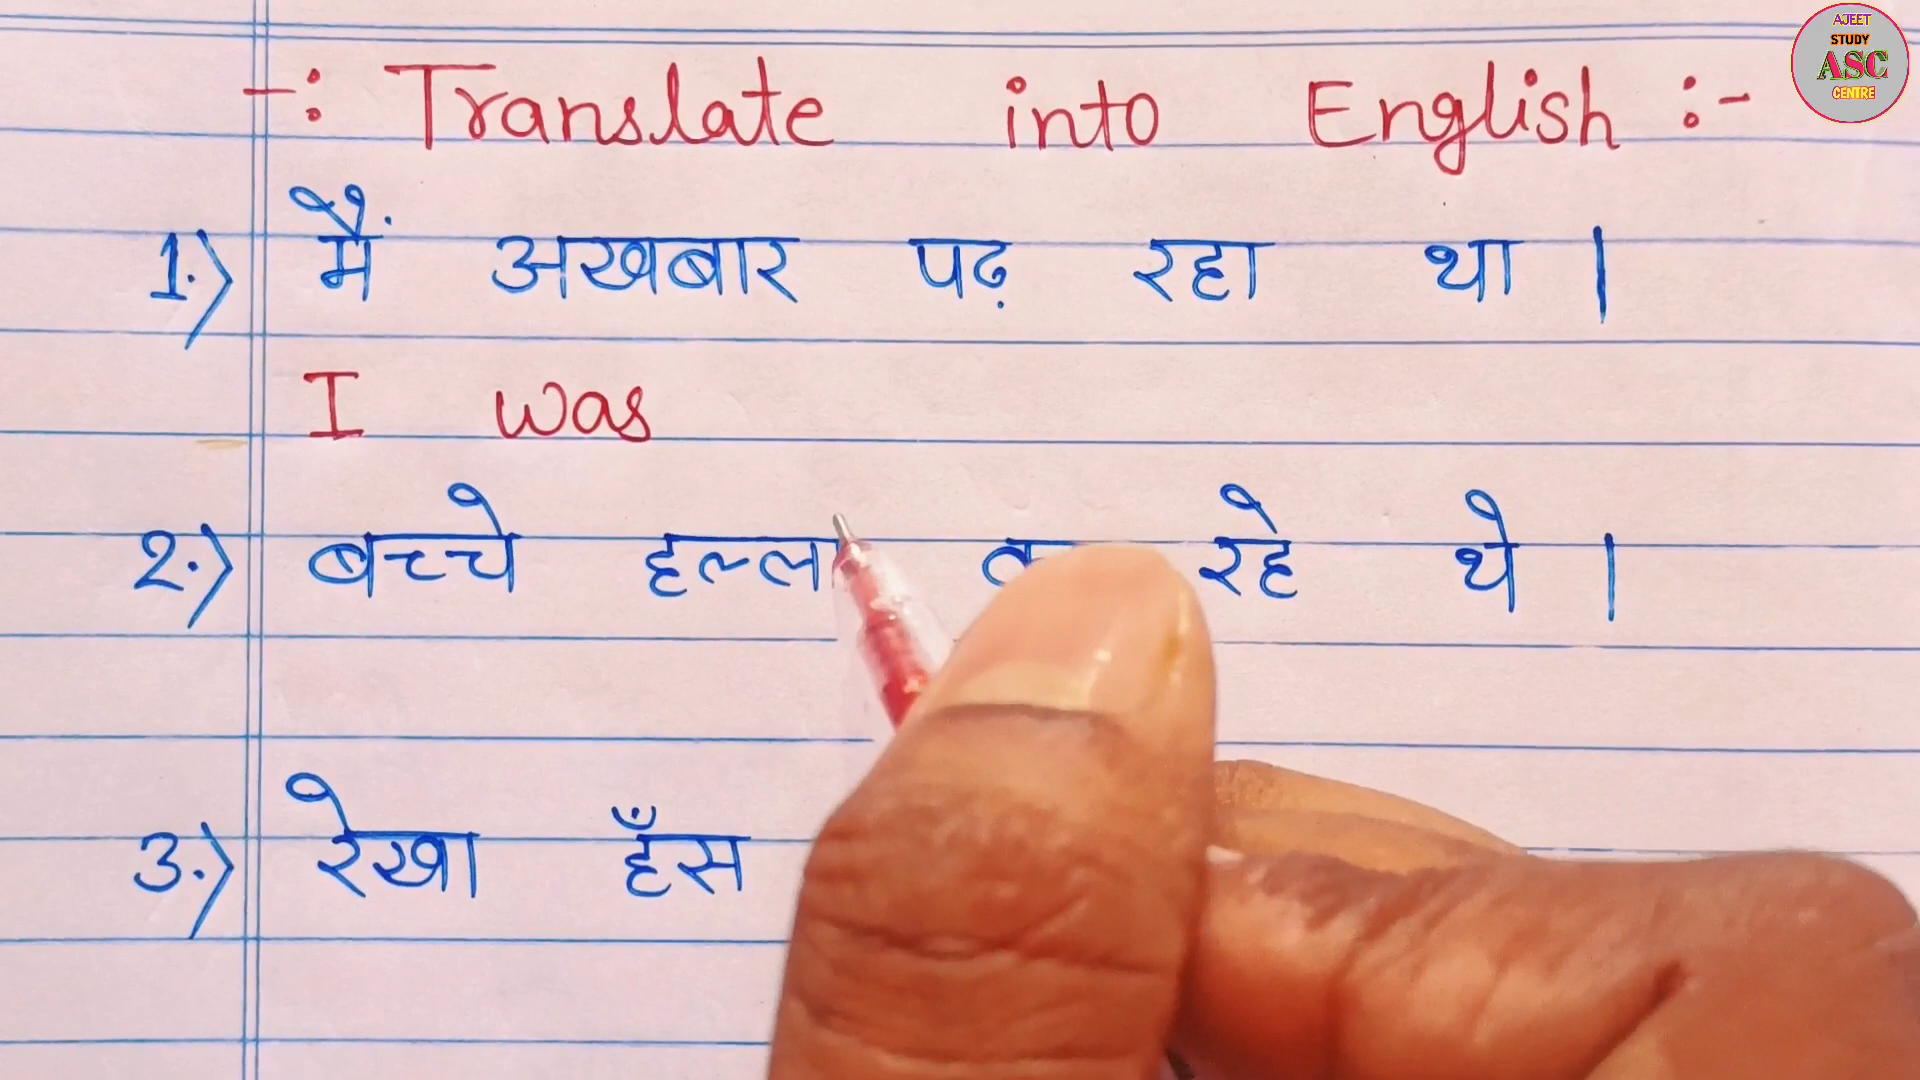 -: Translate into English :-
1.) मैं अखबार पढ़ रहा था |
I was
2.) बच्चे हल्ला रहे थे |
3.) रेखा हँस
AJEET
STUDY
ASC
CENTRE